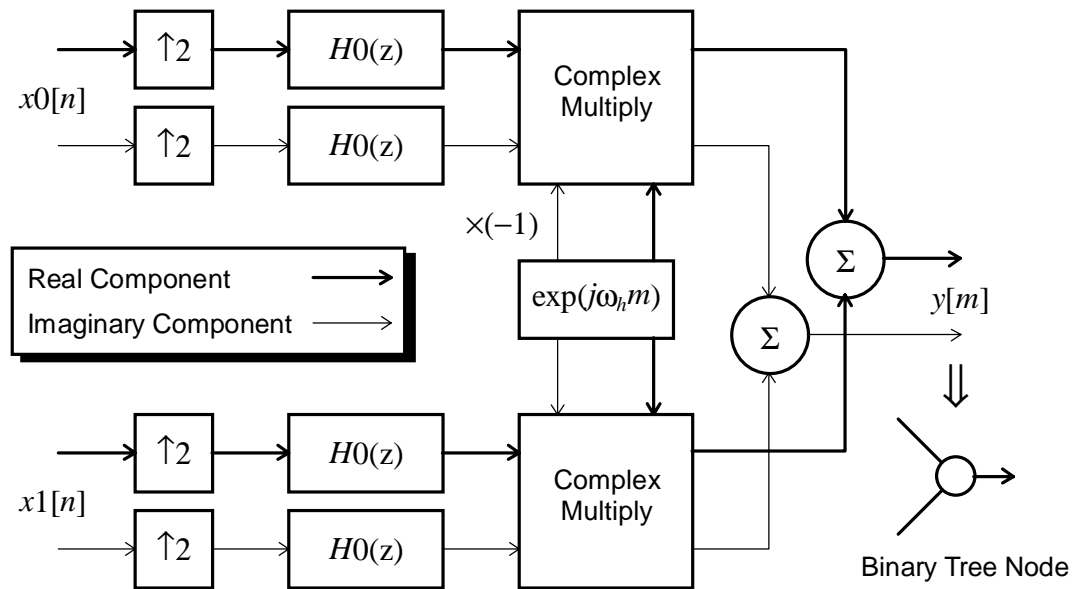 ↑2
H0(z)
Complex
Multiply
x0[n]
↑2
H0(z)
×(−1)
Real Component
Imaginary Component
exp(jωₕm)
Σ
Σ
y[m]
⇓
↑2
H0(z)
Complex
Multiply
x1[n]
↑2
H0(z)
Binary Tree Node